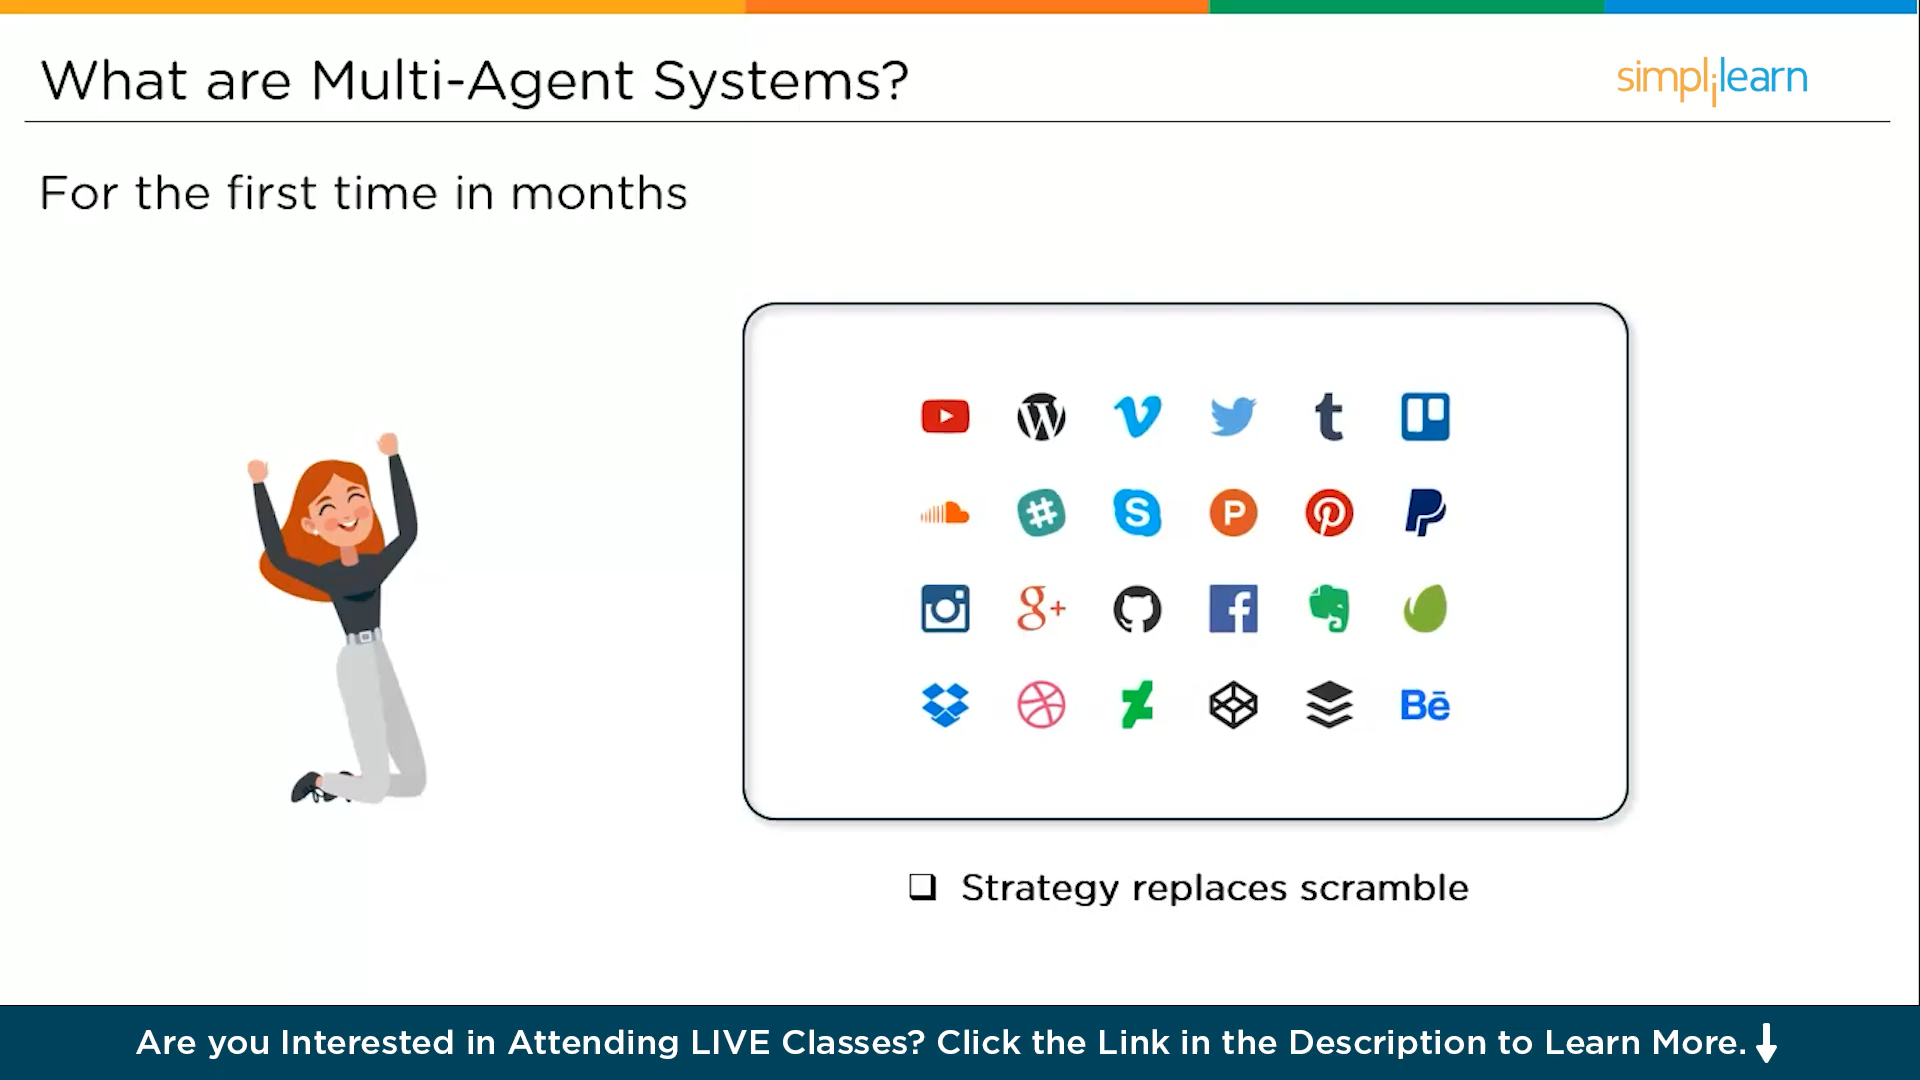 What are Multi-Agent Systems?
simplilearn
For the first time in months
Bē
Strategy replaces scramble
Are you Interested in Attending LIVE Classes? Click the Link in the Description to Learn More.